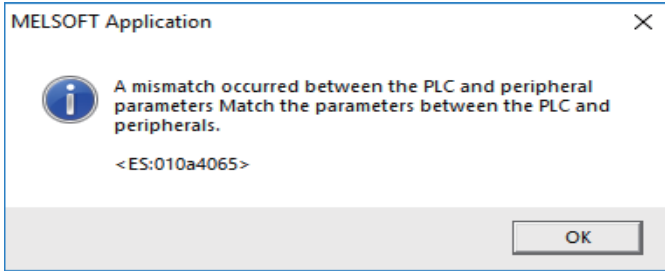 MELSOFT Application
A mismatch occurred between the PLC and peripheral
parameters Match the parameters between the PLC and
peripherals.
<ES:010a4065>
OK